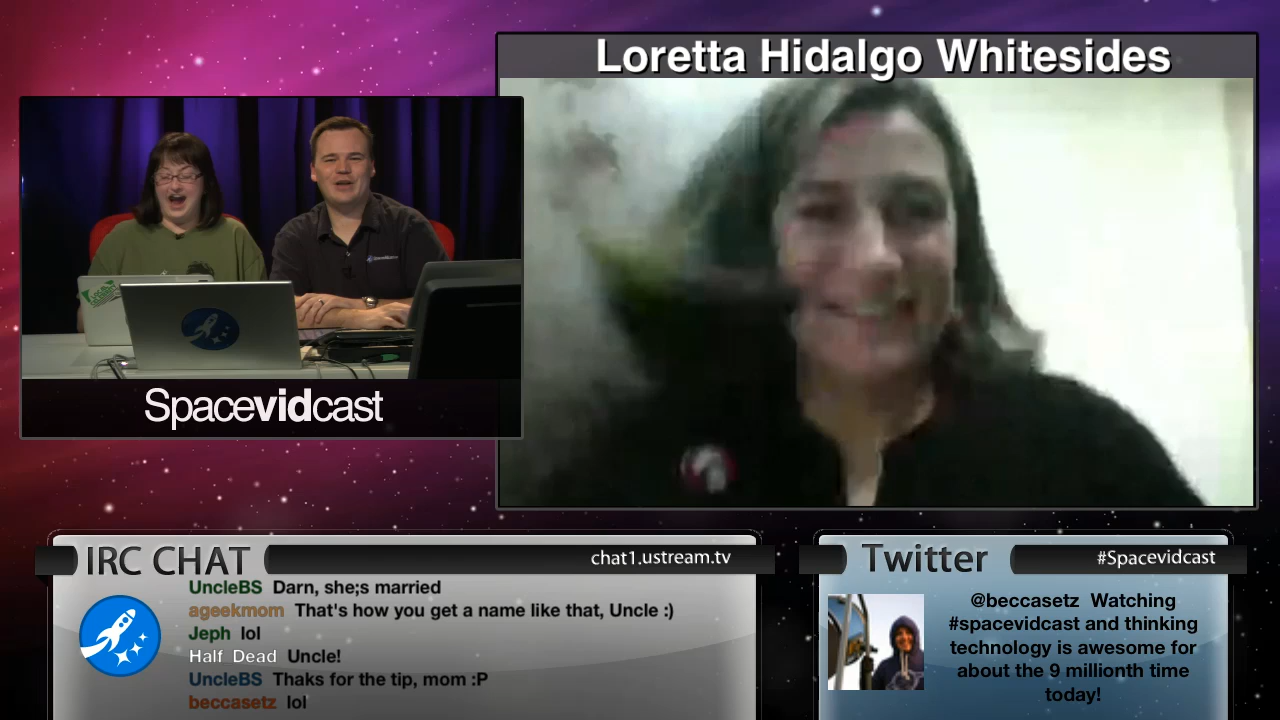 Loretta Hidalgo Whitesides
Spacevidcast
IRC CHAT
chat1.ustream.tv
UncleBS Darn, she;s married
ageekmom That's how you get a name like that, Uncle :)
Jeph lol
Half Dead Uncle!
UncleBS Thaks for the tip, mom :P
beccasetz lol
Twitter
#Spacevidcast
@beccasetz Watching
#spacevidcast and thinking
technology is awesome for
about the 9 millionth time
today!